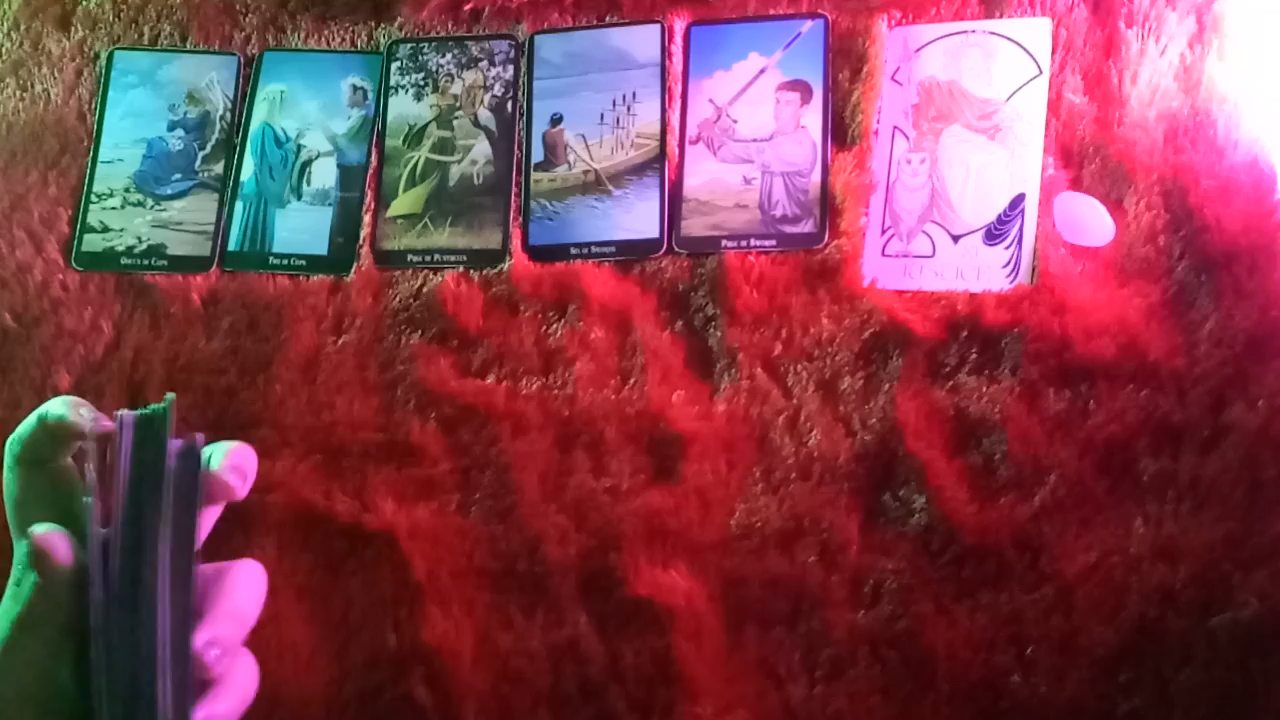 Queen of Cups
Two of Cups
Page of Pentacles
Six of Swords
Page of Swords